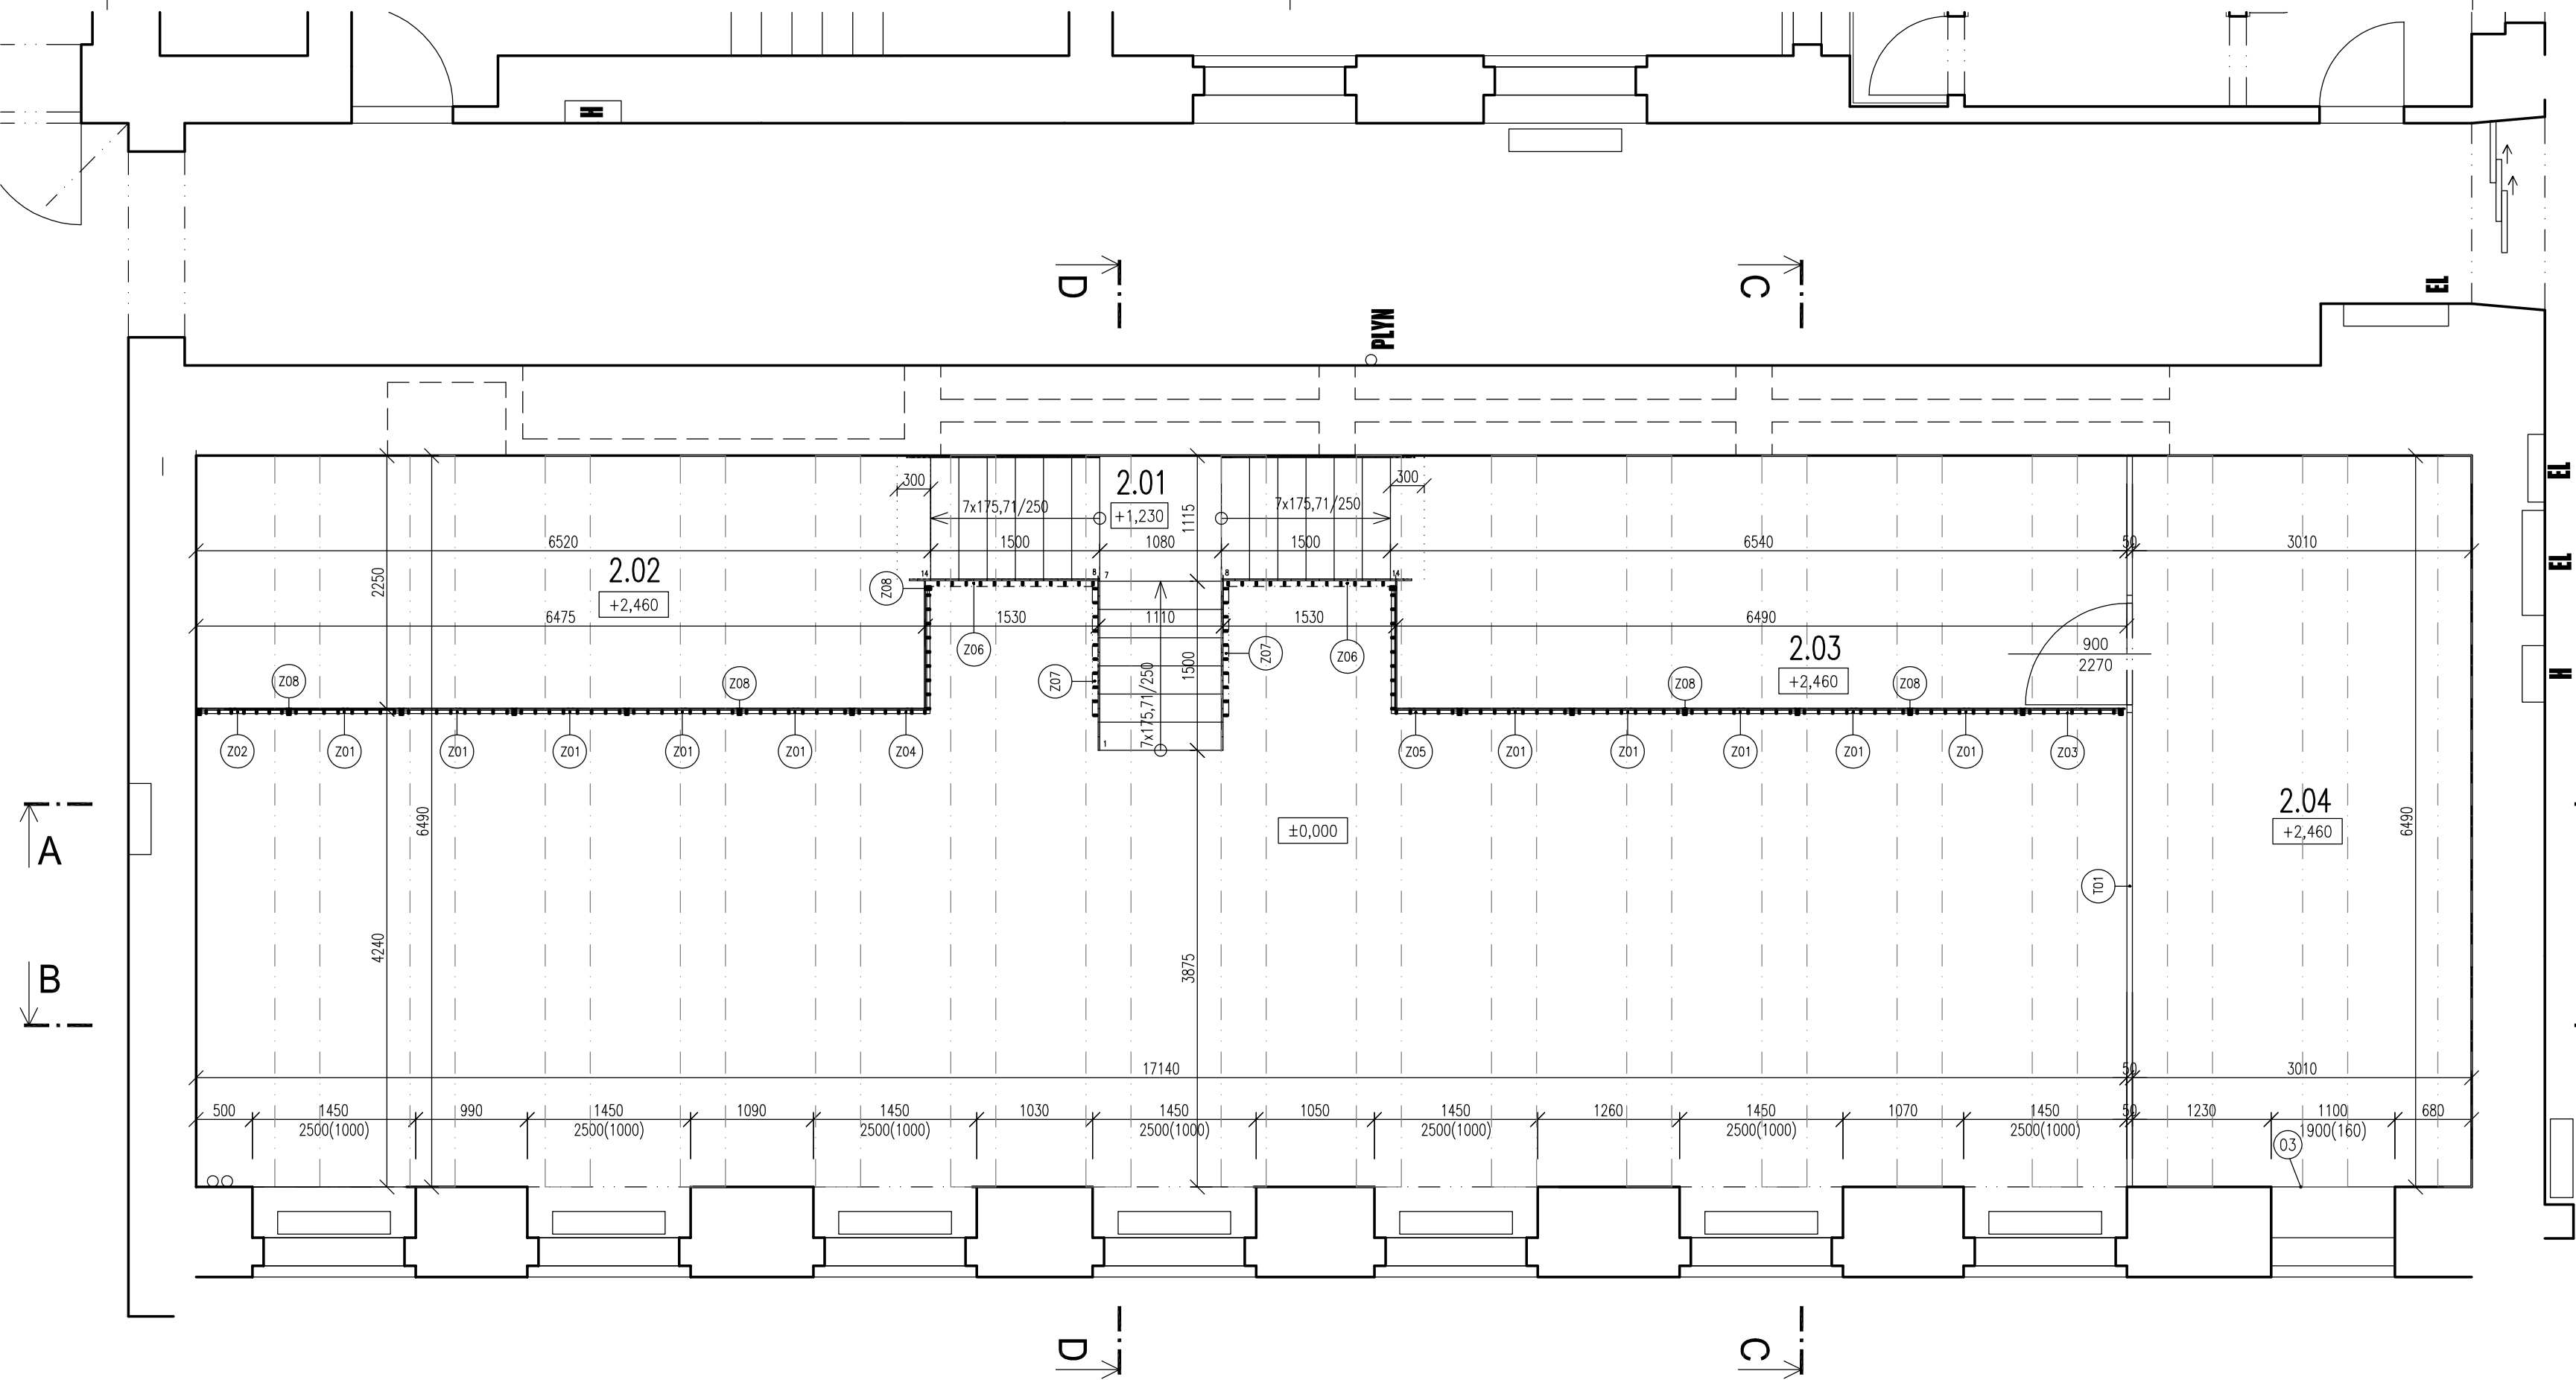 H
D
C
EL
PLYN
2.01
+1,230
300
300
7x175,71/250
7x175,71/250
1115
EL
6520
1500
1080
1500
6540
50
3010
2.02
+2,460
2250
Z08
14
8
7
8
14
EL
6475
1530
1110
1530
6490
2.03
+2,460
900
2270
Z06
Z07
Z07
Z06
1500
7x175,71/250
H
Z08
Z08
Z08
Z08
Z02
Z01
Z01
Z01
Z01
Z01
Z04
1
Z05
Z01
Z01
Z01
Z01
Z01
Z03
A
6490
±0,000
2.04
+2,460
6490
T01
B
4240
3875
17140
50
3010
500
1450
990
1450
1090
1450
1030
1450
1050
1450
1260
1450
1070
1450
50
1230
1100
680
2500(1000)
2500(1000)
2500(1000)
2500(1000)
2500(1000)
2500(1000)
2500(1000)
1900(160)
03
D
C